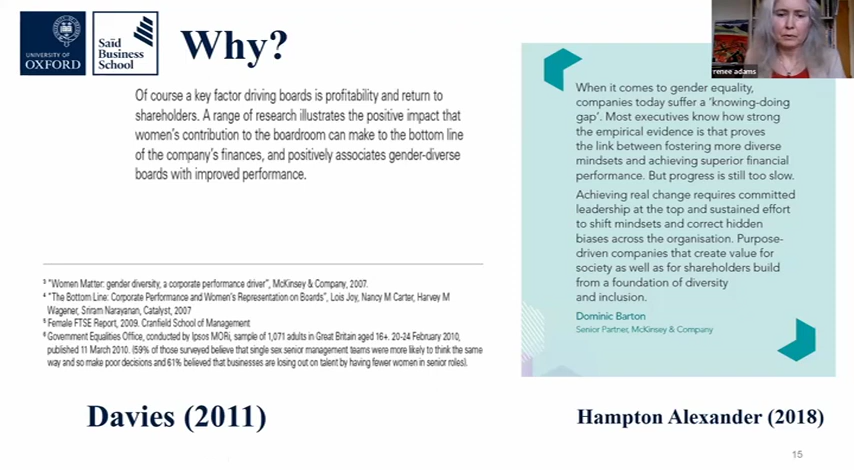 UNIVERSITY OF
OXFORD
Saïd
Business
School
Why?
renee adams
Of course a key factor driving boards is profitability and return to
shareholders. A range of research illustrates the positive impact that
women's contribution to the boardroom can make to the bottom line
of the company's finances, and positively associates gender-diverse
boards with improved performance.
³ "Women Matter: gender diversity, a corporate performance driver", McKinsey & Company, 2007.
⁴ "The Bottom Line: Corporate Performance and Women's Representation on Boards", Lois Joy, Nancy M Carter, Harvey M
Wagener, Sriram Narayanan, Catalyst, 2007
⁵ Female FTSE Report, 2009. Cranfield School of Management
⁶ Government Equalities Office, conducted by Ipsos MORI, sample of 1,071 adults in Great Britain aged 16+. 20-24 February 2010,
published 11 March 2010. (59% of those surveyed believe that single sex senior management teams were more likely to think the same
way and so make poor decisions and 61% believed that businesses are losing out on talent by having fewer women in senior roles).
Davies (2011)
When it comes to gender equality,
companies today suffer a 'knowing-doing
gap'. Most executives know how strong
the empirical evidence is that proves
the link between fostering more diverse
mindsets and achieving superior financial
performance. But progress is still too slow.
Achieving real change requires committed
leadership at the top and sustained effort
to shift mindsets and correct hidden
biases across the organisation. Purpose-
driven companies that create value for
society as well as for shareholders build
from a foundation of diversity
and inclusion.
Dominic Barton
Senior Partner, McKinsey & Company
Hampton Alexander (2018)
15